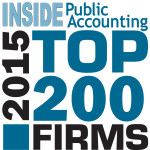 INSIDE Public Accounting
2015 TOP
200
FIRMS